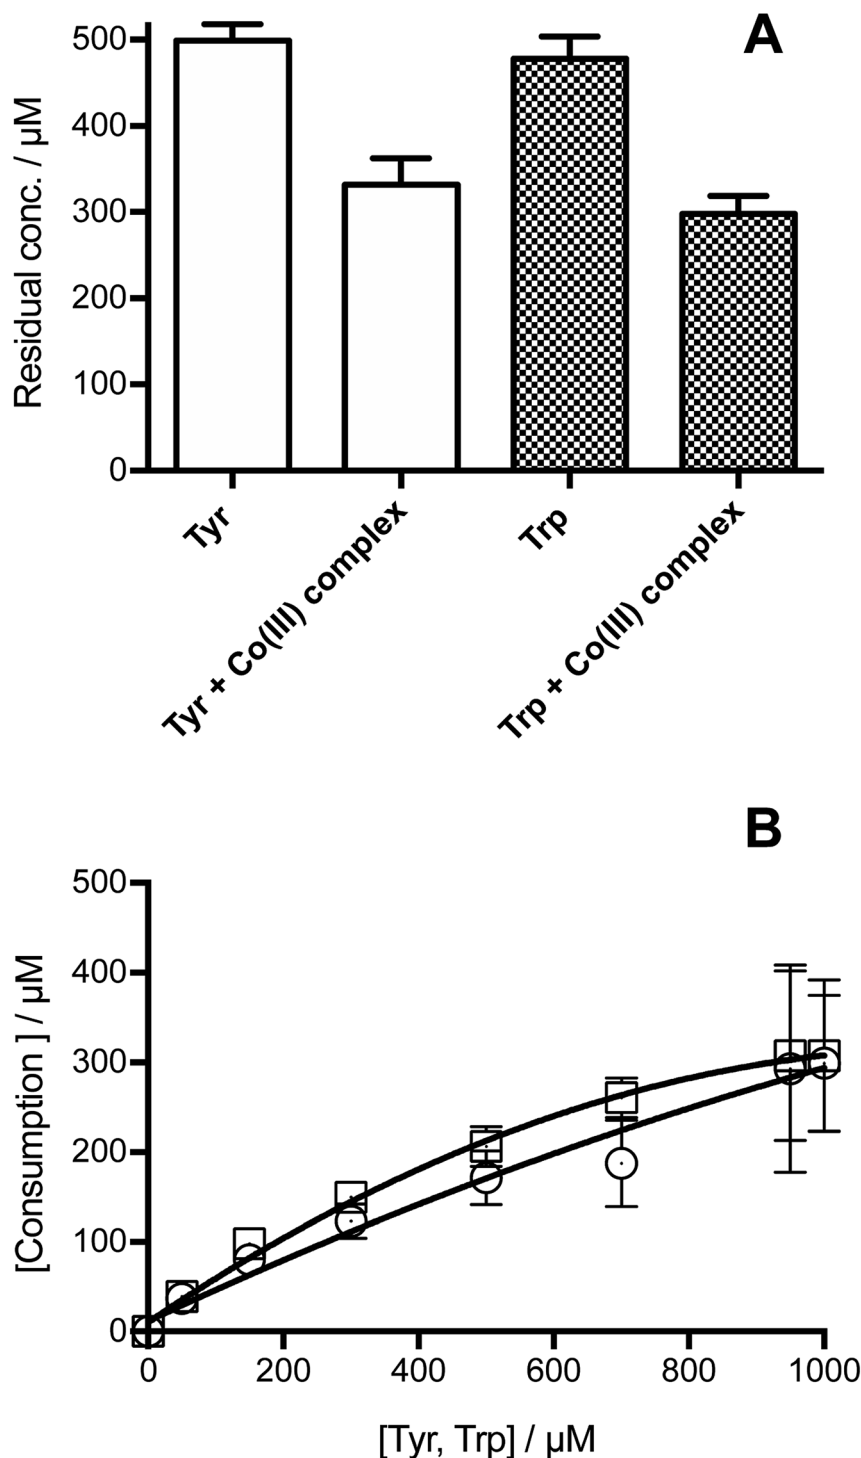 A
Residual conc. / µM
500
400
300
200
100
0
Tyr
Tyr + Co(III) complex
Trp
Trp + Co(III) complex
B
[Consumption ] / µM
500
400
300
200
100
0
0 200 400 600 800 1000
[Tyr, Trp] / µM